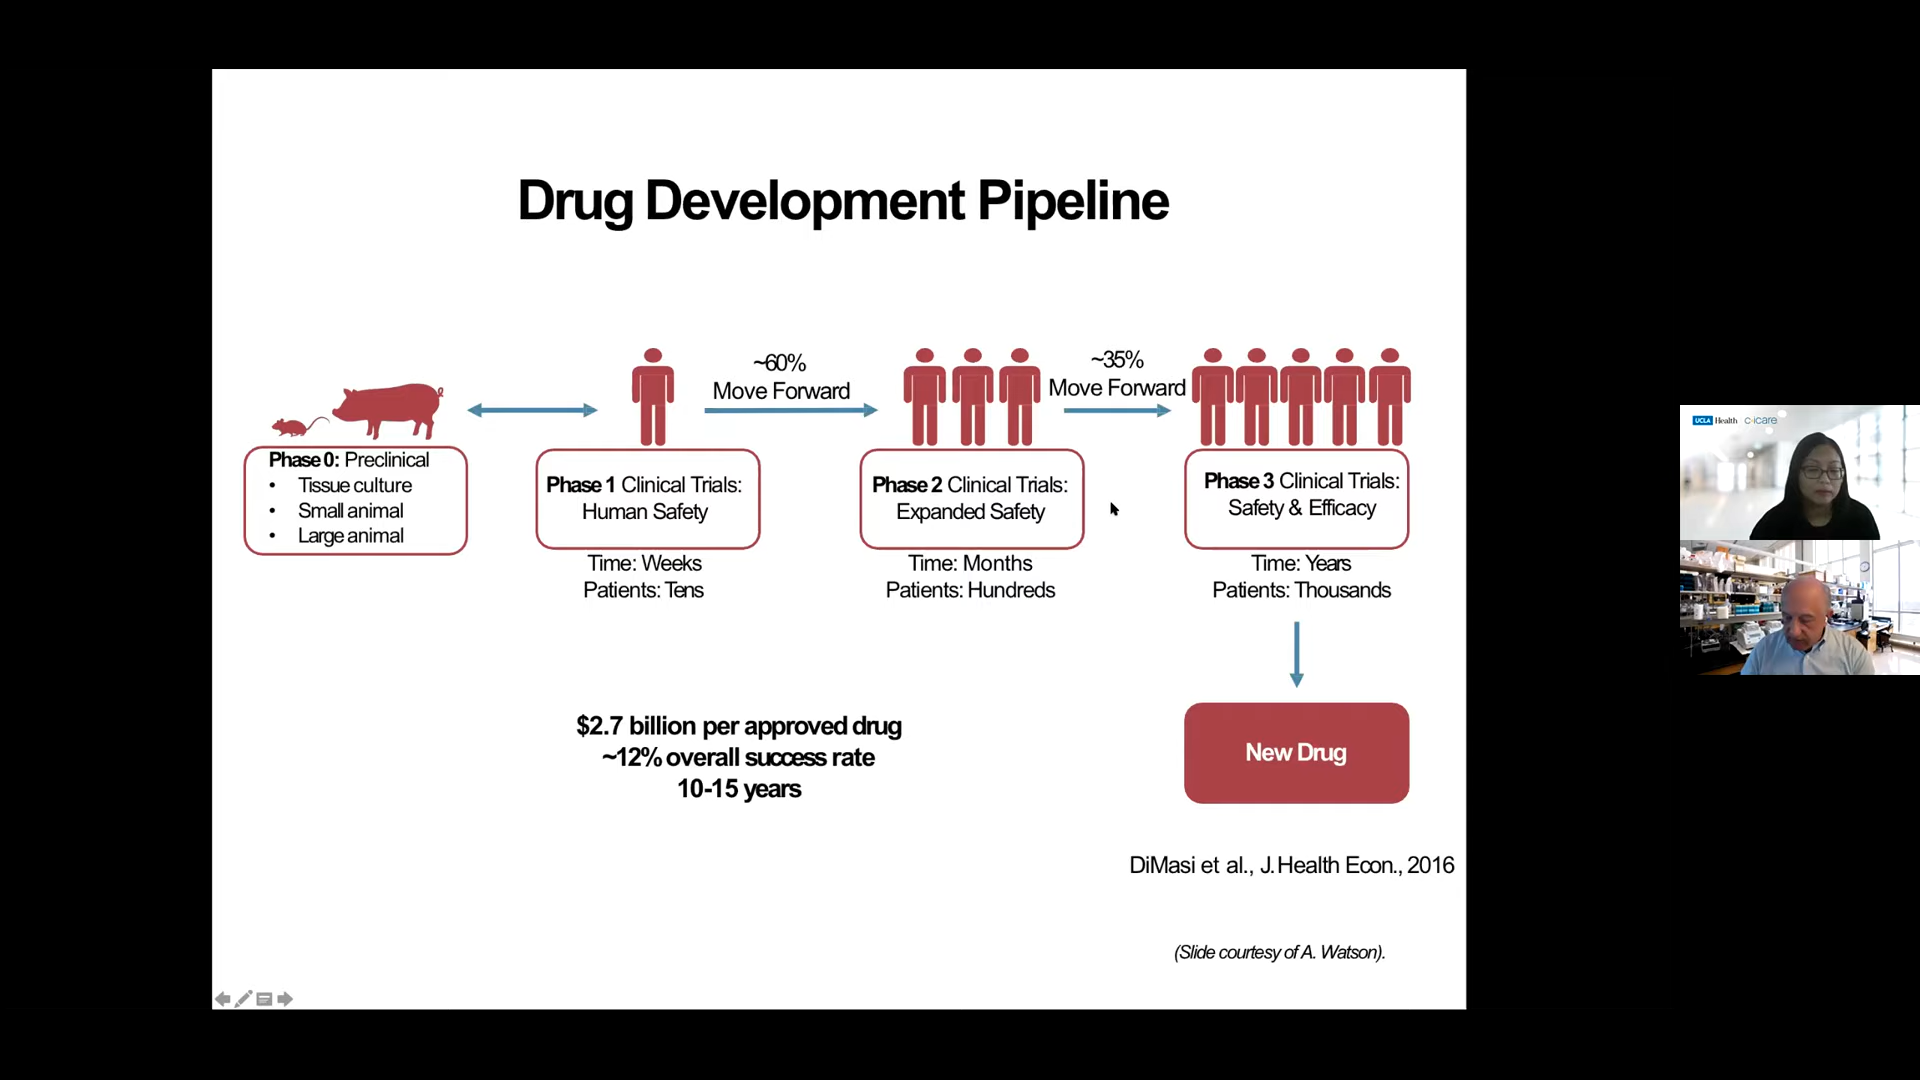 Drug Development Pipeline
~60%
Move Forward
~35%
Move Forward
Phase 0: Preclinical
• Tissue culture
• Small animal
• Large animal
Phase 1 Clinical Trials:
Human Safety
Time: Weeks
Patients: Tens
Phase 2 Clinical Trials:
Expanded Safety
Time: Months
Patients: Hundreds
Phase 3 Clinical Trials:
Safety & Efficacy
Time: Years
Patients: Thousands
$2.7 billion per approved drug
~12% overall success rate
10-15 years
New Drug
DiMasi et al., J. Health Econ., 2016
(Slide courtesy of A. Watson).
UCLA Health c-icare